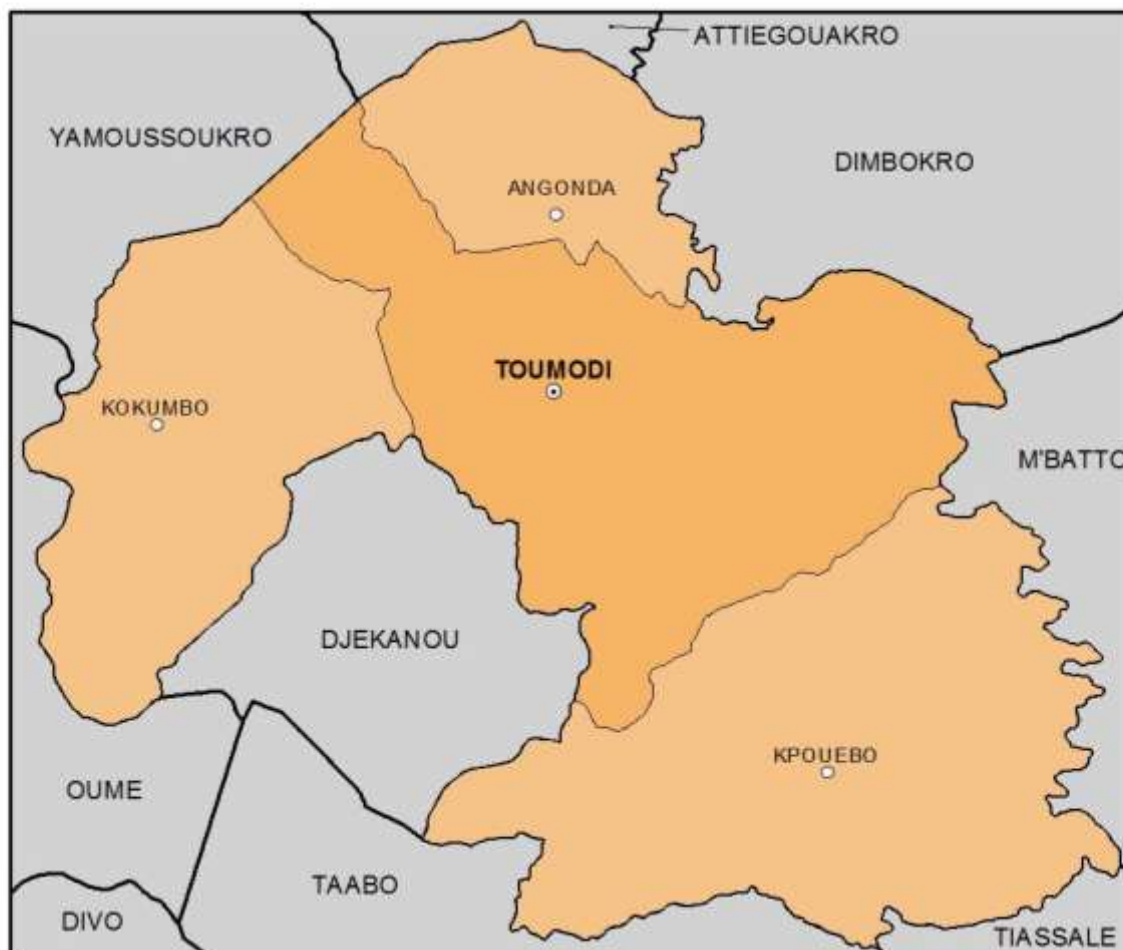 ATTIEGOUAKRO
YAMOUSSOUKRO
DIMBOKRO
ANGONDA
TOUMODI
KOKUMBO
M'BATTO
DJEKANOU
KPOUEBO
OUME
TAABO
DIVO
TIASSALE